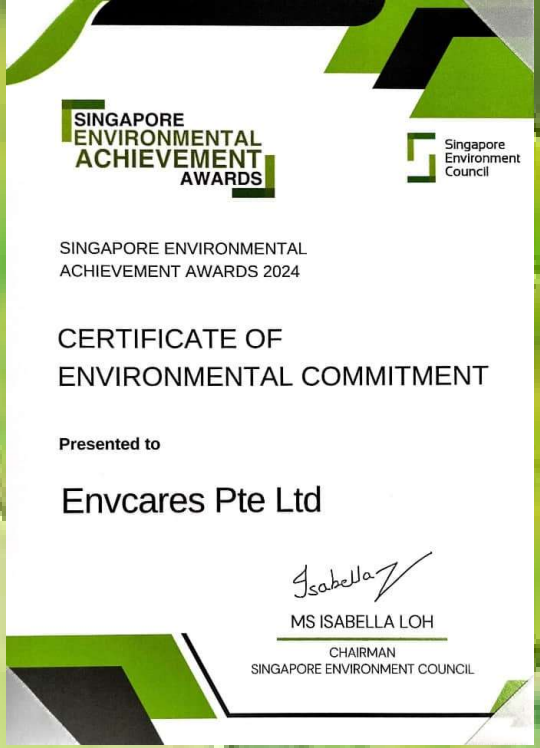 SINGAPORE
ENVIRONMENTAL
ACHIEVEMENT
AWARDS
Singapore
Environment
Council
SINGAPORE ENVIRONMENTAL
ACHIEVEMENT AWARDS 2024
CERTIFICATE OF
ENVIRONMENTAL COMMITMENT
Presented to
Envcares Pte Ltd
Isabella
MS ISABELLA LOH
CHAIRMAN
SINGAPORE ENVIRONMENT COUNCIL